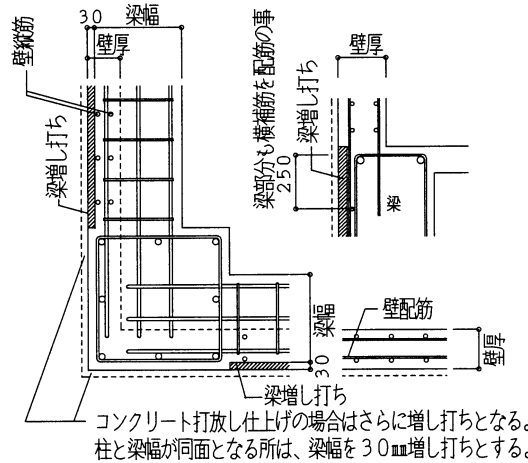 30 梁幅
壁厚
壁縦筋
梁増し打ち
梁部分も横補筋を配筋の事
250
梁増し打ち
壁厚
梁
梁幅
30
壁配筋
壁厚
梁増し打ち
コンクリート打放し仕上げの場合はさらに増し打ちとなる。
柱と梁幅が同面となる所は、梁幅を30㎜増し打ちとする。